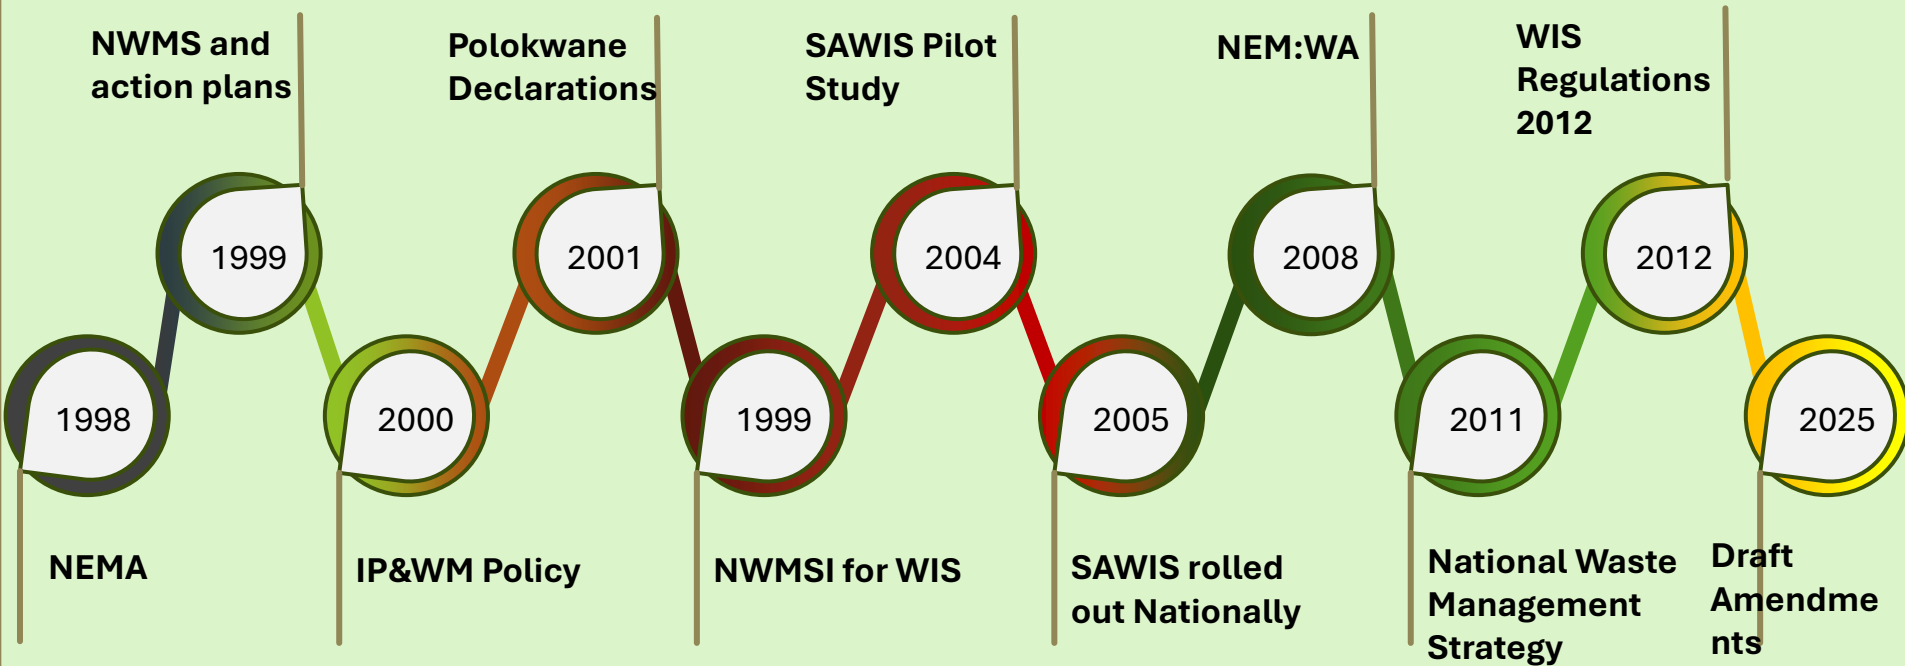 NWMS and
action plans
Polokwane
Declarations
SAWIS Pilot
Study
NEM:WA
WIS
Regulations
2012
1999
2001
2004
2008
2012
1998
2000
1999
2005
2011
2025
NEMA
IP&WM Policy
NWMSI for WIS
SAWIS rolled
out Nationally
National Waste
Management
Strategy
Draft
Amendme
nts